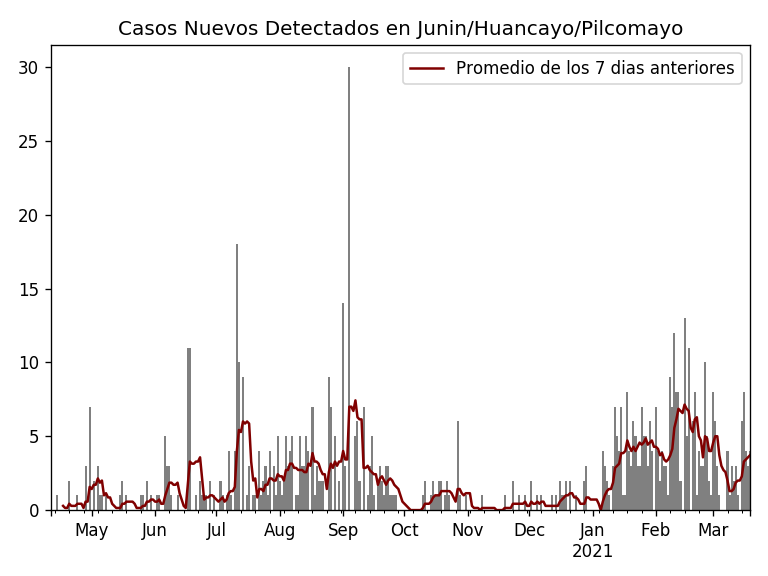 Casos Nuevos Detectados en Junin/Huancayo/Pilcomayo
Promedio de los 7 dias anteriores
30
25
20
15
10
5
0
May Jun Jul Aug Sep Oct Nov Dec Jan Feb Mar
2021